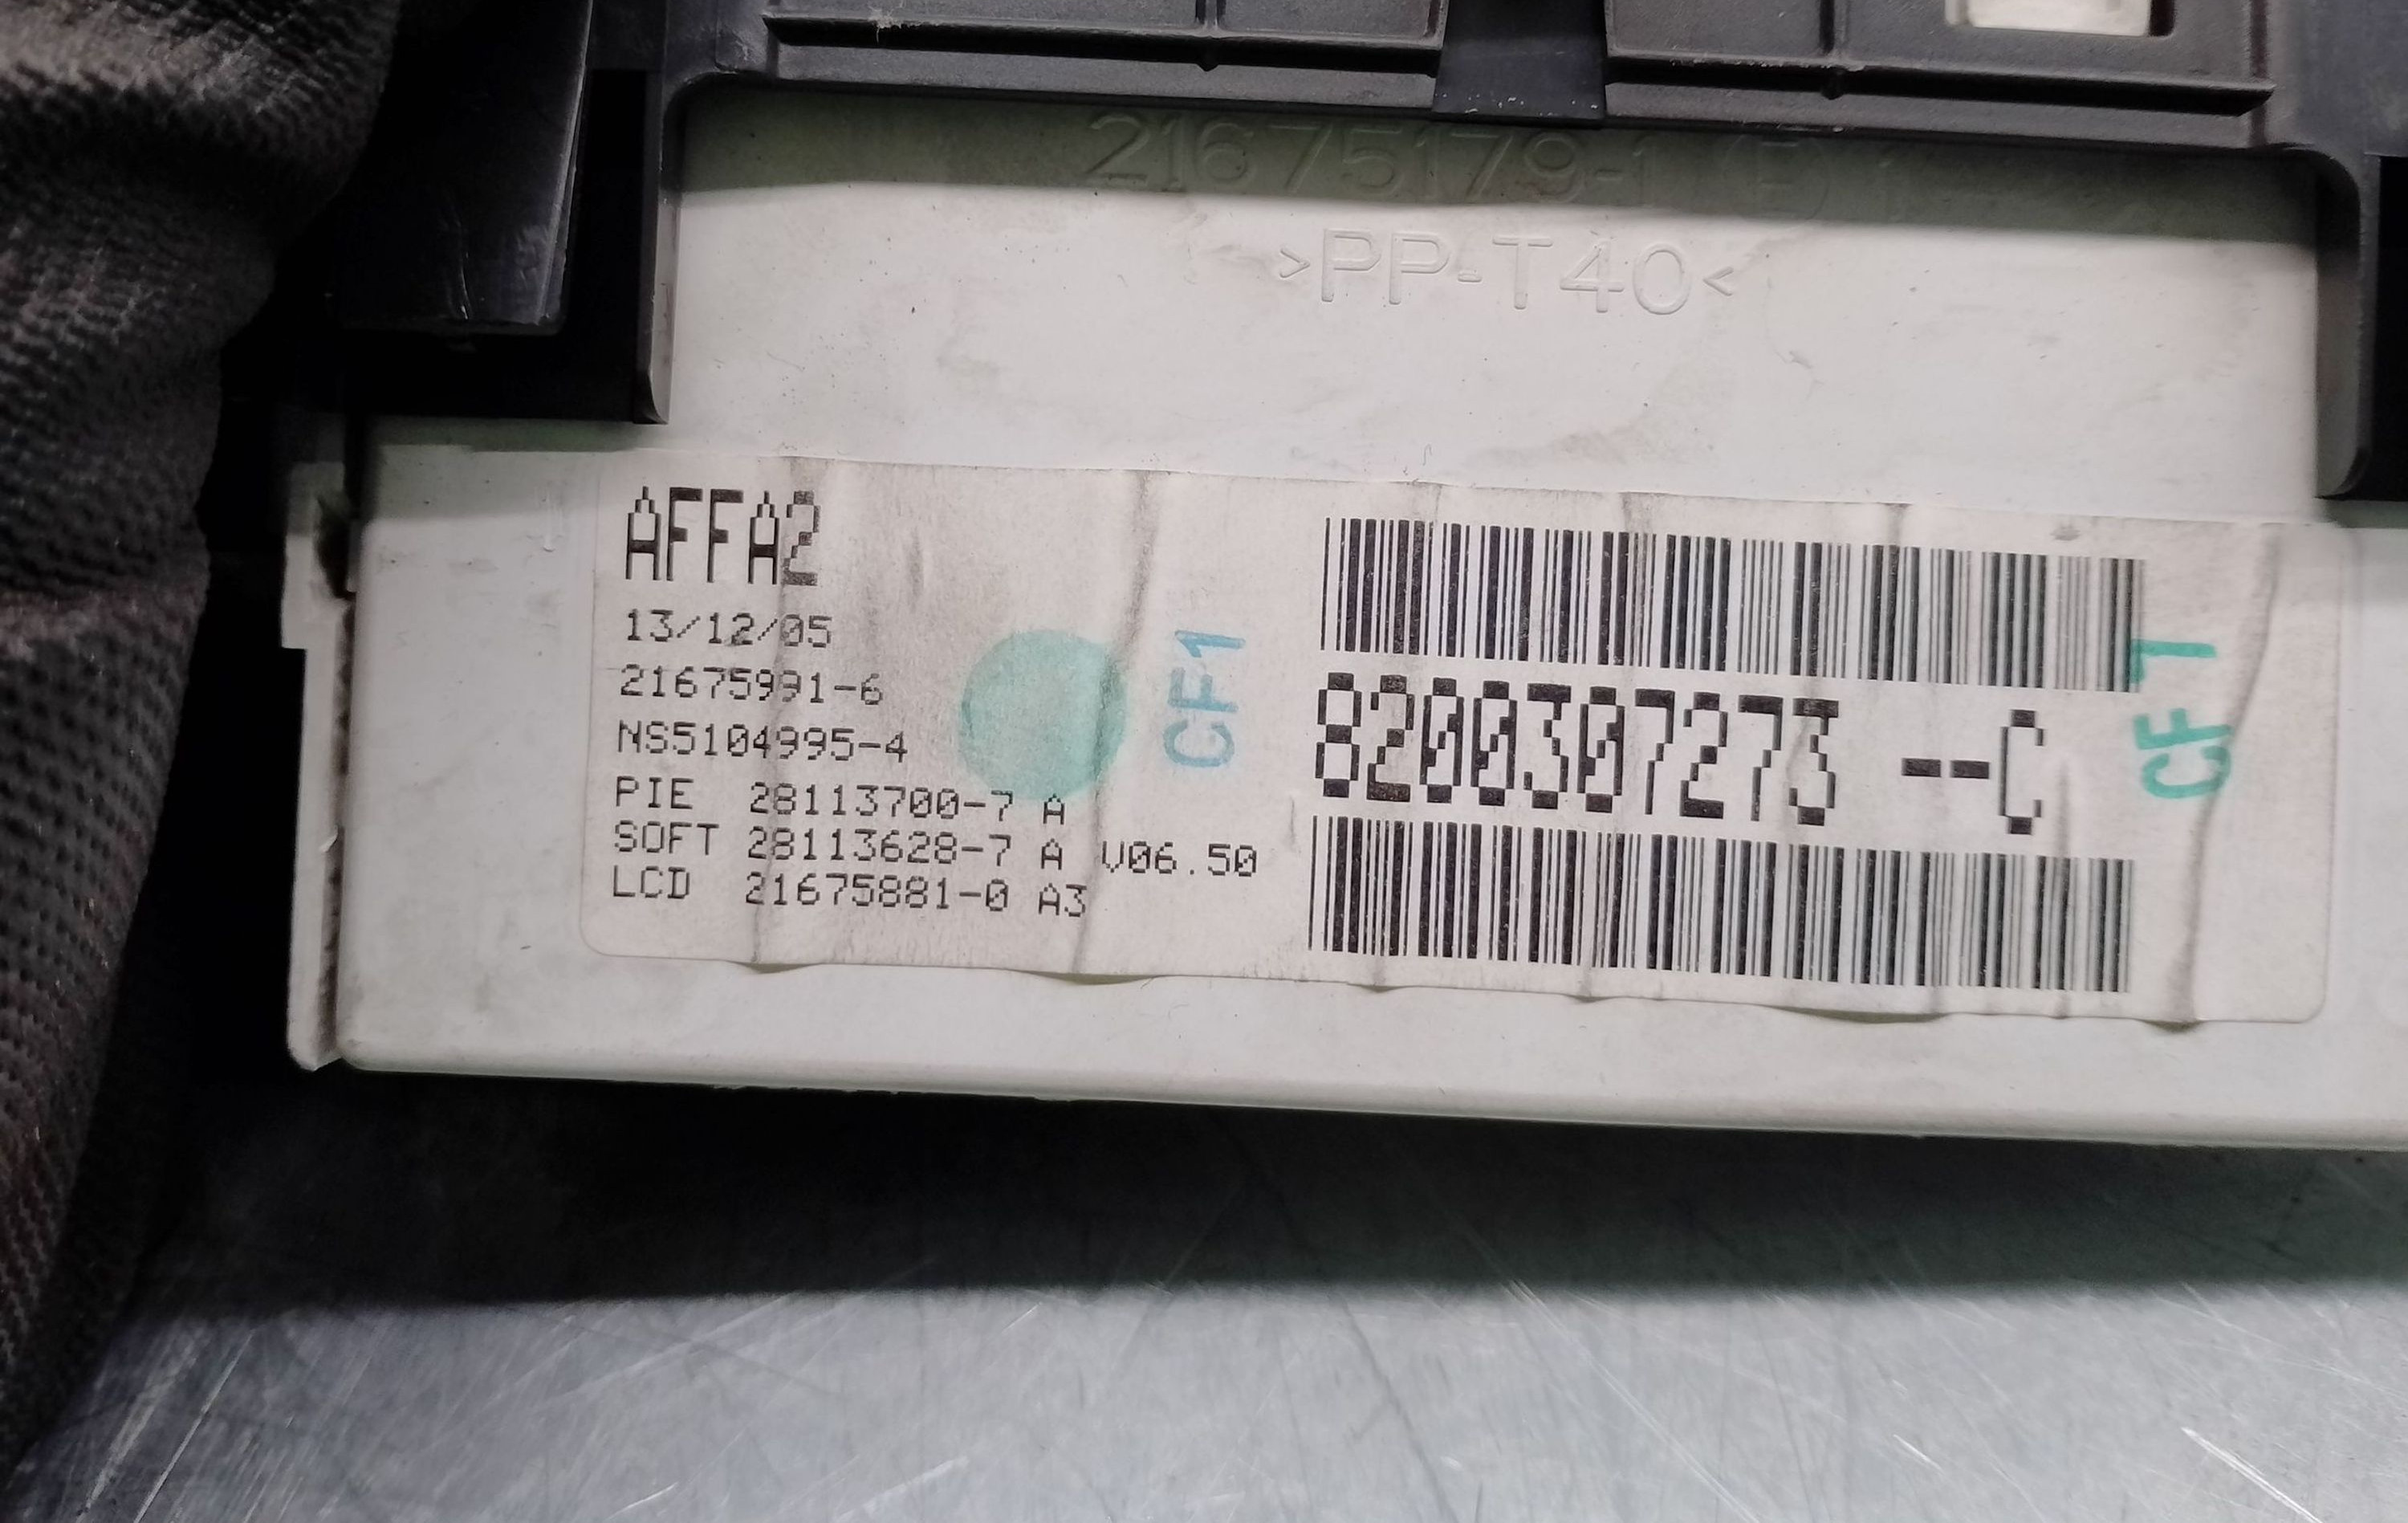 21675179-1
>PP-T40<
AFFA2
13/12/05
21675991-6
NS5104995-4
PIE 28113700-7 A
SOFT 28113628-7 A V06.50
LCD 21675881-0 A3
CF1
8200307273 --C
CF1